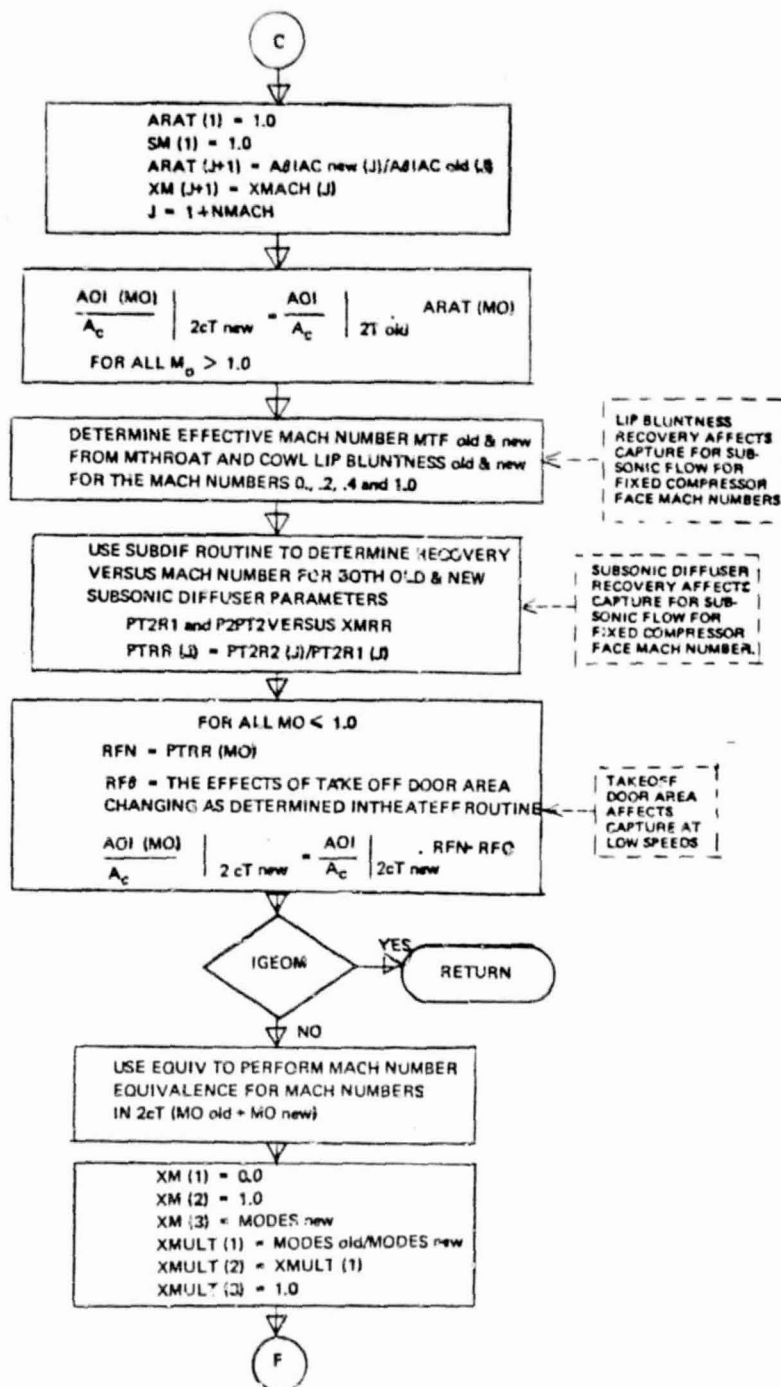 C
ARAT (1) = 1.0
SM (1) = 1.0
ARAT (J+1) = A0IAC new (J)/A0IAC old (J)
XM (J+1) = XMACH (J)
J = 1+NMACH
AOI (MO) | = AOI | ARAT (MO)
A_c | 2cT new A_c | 2T old
FOR ALL M_o > 1.0
DETERMINE EFFECTIVE MACH NUMBER MTF old & new
FROM MTHROAT AND COWL LIP BLUNTNESS old & new
FOR THE MACH NUMBERS 0., .2, .4 and 1.0
LIP BLUNTNESS
RECOVERY AFFECTS
CAPTURE FOR SUB-
SONIC FLOW FOR
FIXED COMPRESSOR
FACE MACH NUMBERS
USE SUBDIF ROUTINE TO DETERMINE RECOVERY
VERSUS MACH NUMBER FOR BOTH OLD & NEW
SUBSONIC DIFFUSER PARAMETERS
PT2R1 and P2PT2 VERSUS XMRR
PTRR (J) = PT2R2 (J)/PT2R1 (J)
SUBSONIC DIFFUSER
RECOVERY AFFECTS
CAPTURE FOR SUB-
SONIC FLOW FOR
FIXED COMPRESSOR
FACE MACH NUMBER.
FOR ALL MO < 1.0
RFN = PTRR (MO)
RF0 = THE EFFECTS OF TAKE OFF DOOR AREA
CHANGING AS DETERMINED INTHEATEFF ROUTINE
AOI (MO) | = AOI | . RFN- RFO
A_c | 2 cT new A_c | 2cT new
TAKEOFF
DOOR AREA
AFFECTS
CAPTURE AT
LOW SPEEDS
IGEOM
YES
RETURN
NO
USE EQUIV TO PERFORM MACH NUMBER
EQUIVALENCE FOR MACH NUMBERS
IN 2cT (MO old + MO new)
XM (1) = 0.0
XM (2) = 1.0
XM (3) = MODES new
XMULT (1) = MODES old/MODES new
XMULT (2) = XMULT (1)
XMULT (3) = 1.0
F